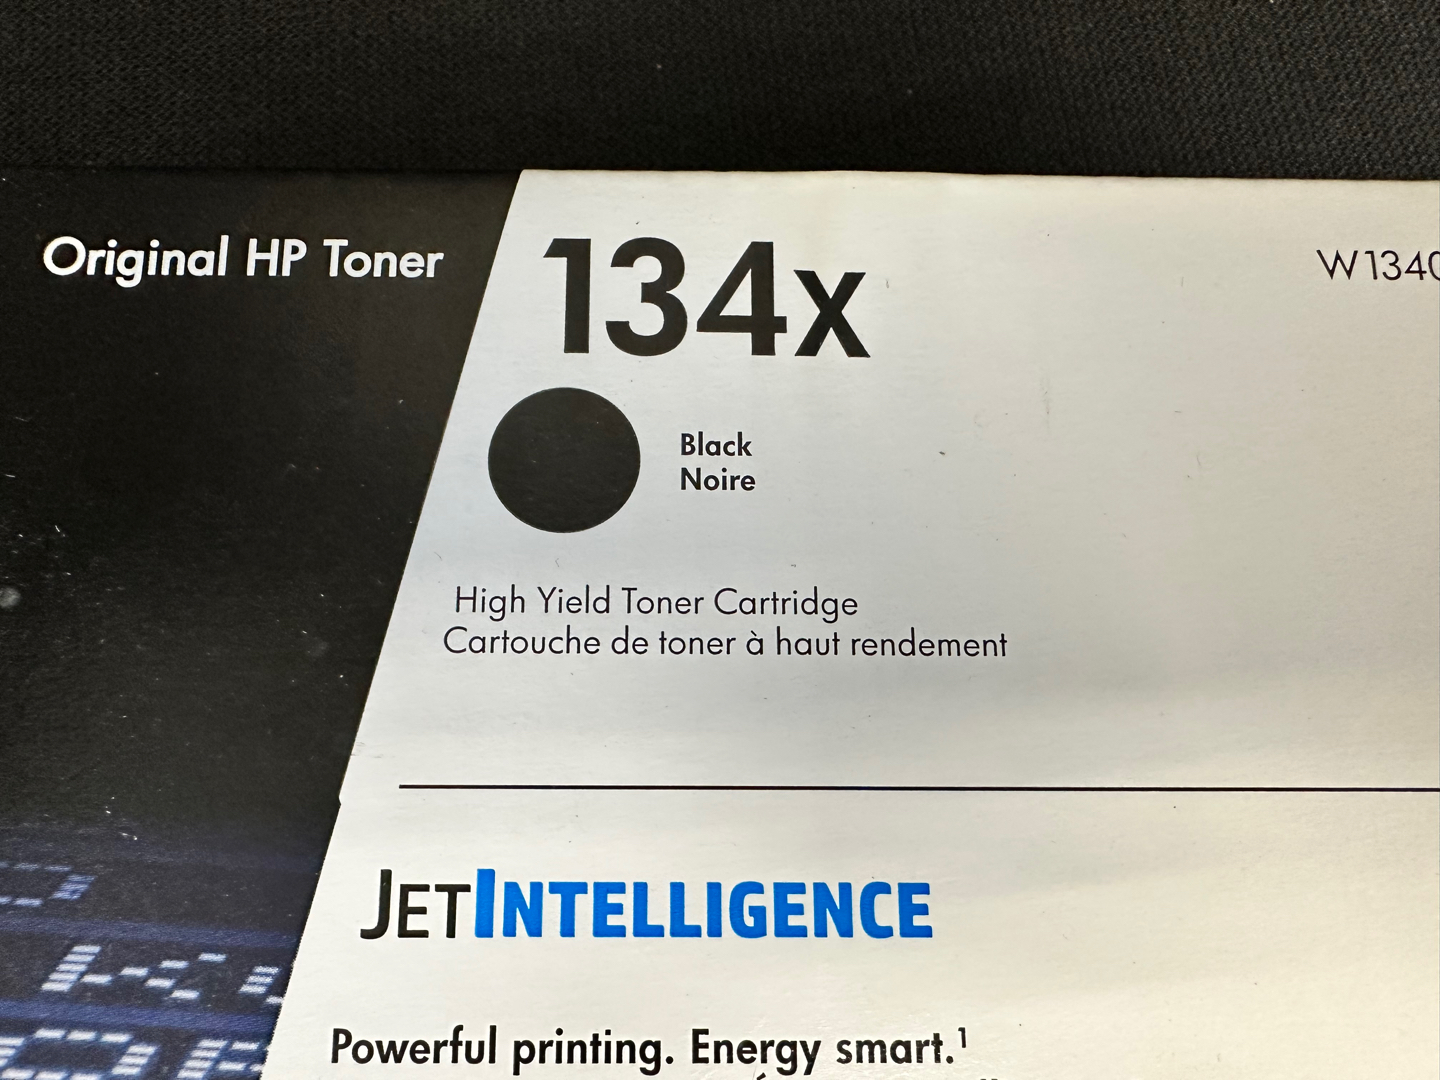 Original HP Toner
134x
W1340
Black
Noire
High Yield Toner Cartridge
Cartouche de toner à haut rendement
JETINTELLIGENCE
Powerful printing. Energy smart.¹